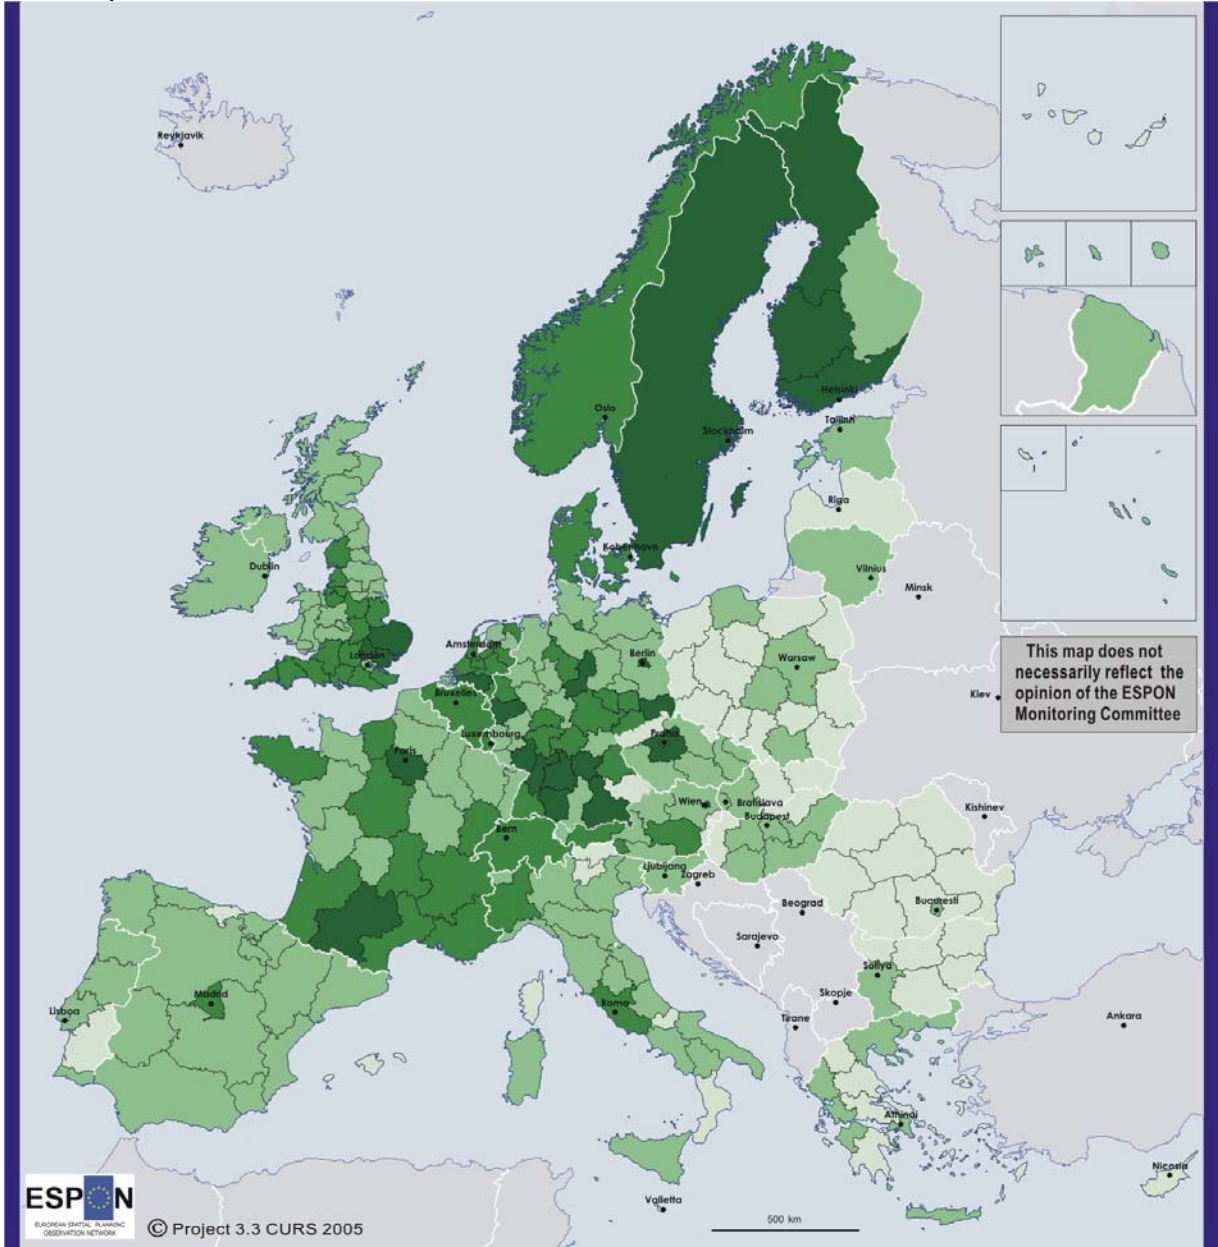 Reykjavik
Oslo
Helsinki
Stockholm
Tallinn
Riga
København
Vilnius
Minsk
Dublin
London
Amsterdam
Berlin
Warsaw
Bruxelles
Kiev
This map does not
necessarily reflect the
opinion of the ESPON
Monitoring Committee
Luxembourg
Praha
Paris
Wien
Bratislava
Budapest
Kishinev
Bern
Ljubljana
Zagreb
Beograd
Bucuresti
Sarajevo
Sofiya
Skopje
Tirane
Ankara
Madrid
Lisboa
Roma
Athinai
Nicosia
Valletta
ESPON
EUROPEAN SPATIAL PLANNING
OBSERVATION NETWORK
© Project 3.3 CURS 2005
500 km